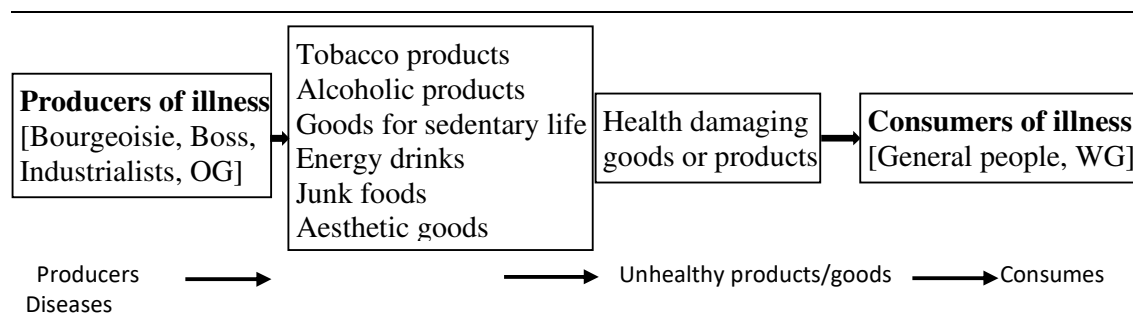 Producers of illness
[Bourgeoisie, Boss,
Industrialists, OG]
Tobacco products
Alcoholic products
Goods for sedentary life
Energy drinks
Junk foods
Aesthetic goods
Health damaging
goods or products
Consumers of illness
[General people, WG]
Producers
Diseases
Unhealthy products/goods
Consumes